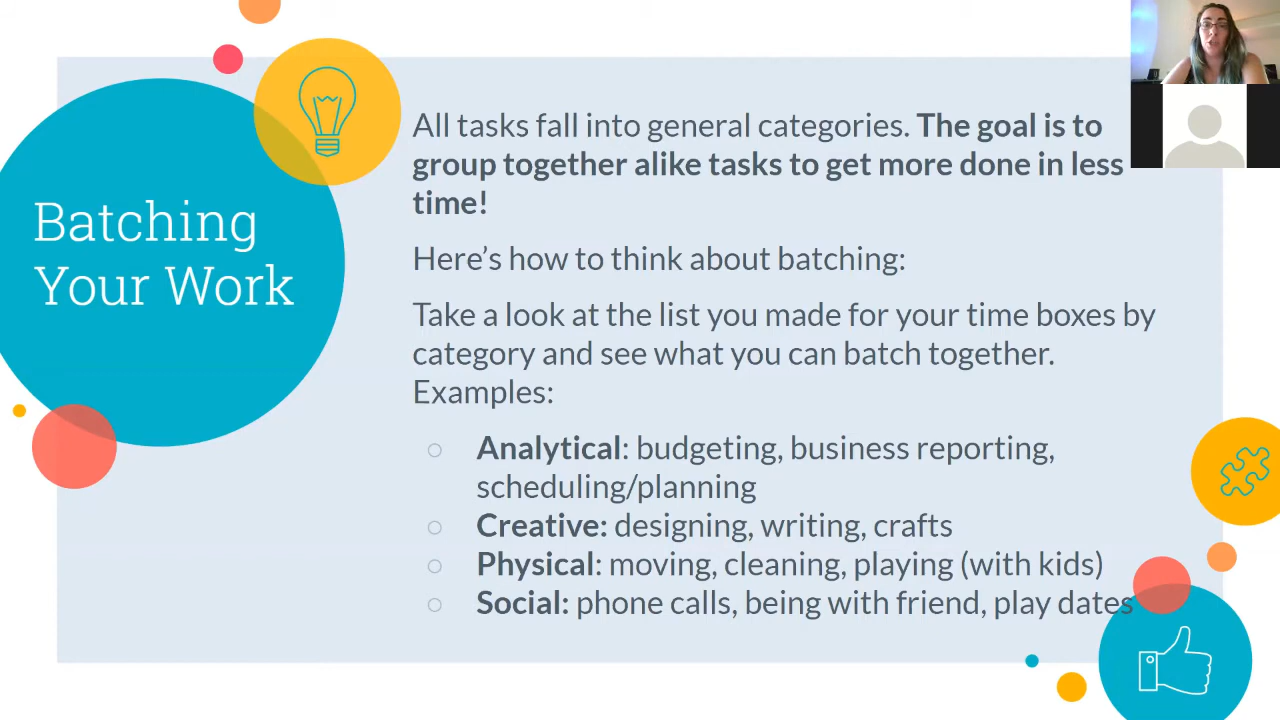 Batching
Your Work
All tasks fall into general categories. The goal is to
group together alike tasks to get more done in less
time!
Here’s how to think about batching:
Take a look at the list you made for your time boxes by
category and see what you can batch together.
Examples:
Analytical: budgeting, business reporting,
scheduling/planning
Creative: designing, writing, crafts
Physical: moving, cleaning, playing (with kids)
Social: phone calls, being with friend, play dates